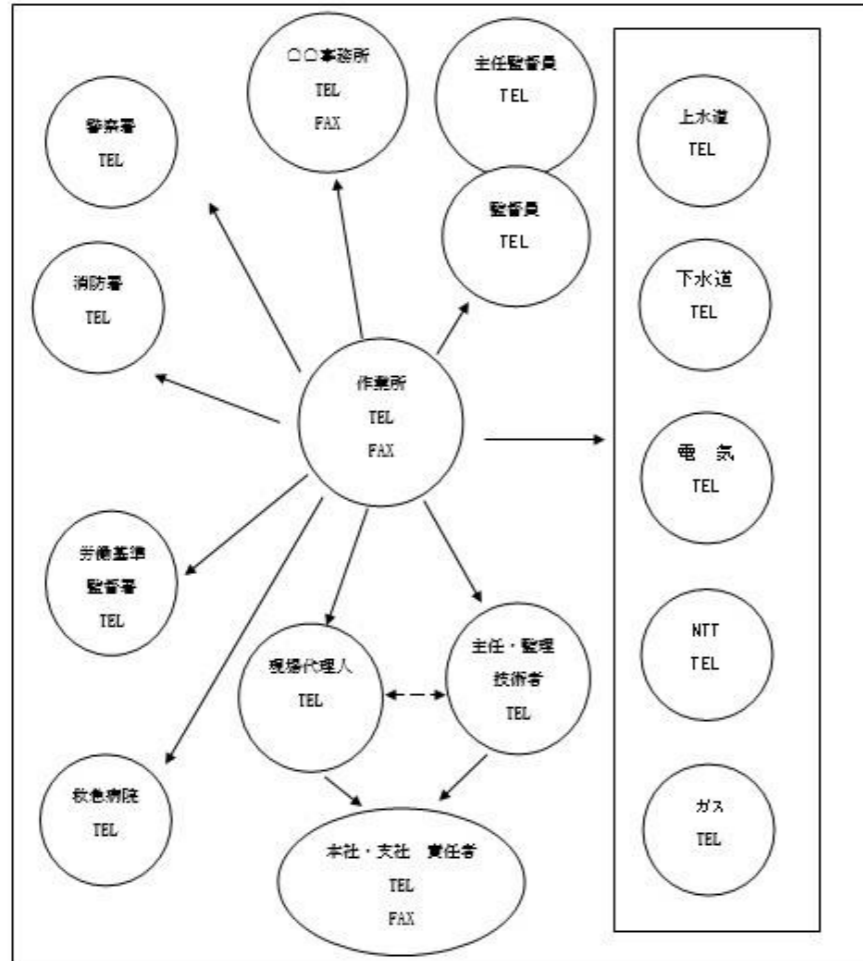 〇〇事務所
TEL
FAX
主任監督員
TEL
監督員
TEL
警察署
TEL
消防署
TEL
作業所
TEL
FAX
労働基準
監督署
TEL
救急病院
TEL
現場代理人
TEL
主任・監理
技術者
TEL
本社・支社　責任者
TEL
FAX
上水道
TEL
下水道
TEL
電　気
TEL
NTT
TEL
ガス
TEL